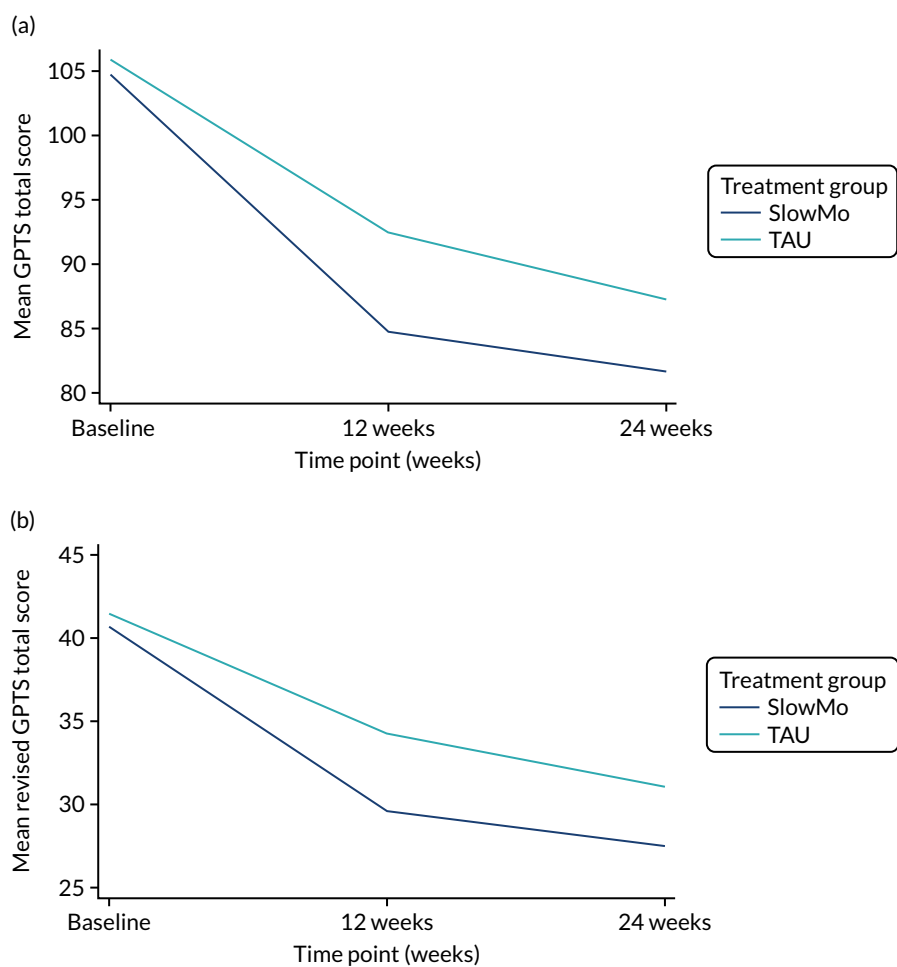 (a)
105
100
95
90
85
80
Mean GPTS total score
Baseline
12 weeks
24 weeks
Time point (weeks)
Treatment group
SlowMo
TAU
(b)
45
40
35
30
25
Mean revised GPTS total score
Baseline
12 weeks
24 weeks
Time point (weeks)
Treatment group
SlowMo
TAU